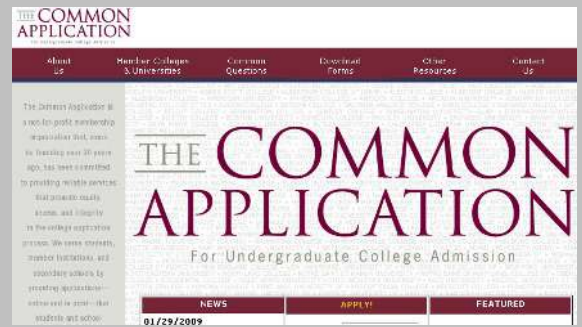 THE COMMON
APPLICATION
For Undergraduate College Admission
About Us
Member Colleges & Universities
Common Questions
Download Forms
Other Resources
Contact Us
The Common Application is
a not-for-profit membership
organization that, since
its founding over 30 years
ago, has been committed
to providing reliable services
that promote equity,
access, and integrity
in the college application
process. We serve students,
member institutions, and
secondary schools by
providing applications—
online and in print—that
students and school
THE COMMON
APPLICATION
For Undergraduate College Admission
NEWS
APPLY!
FEATURED
01/29/2009